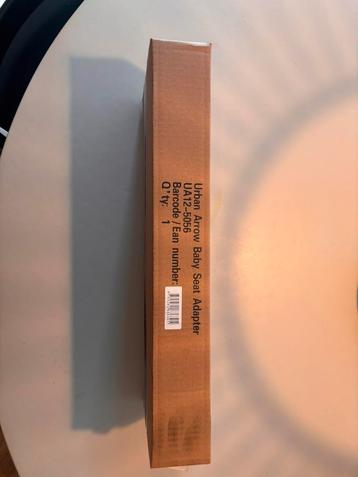 Urban Arrow Baby Seat Adapter
UA12-5056
Barcode/Ean number:
Q'ty: 1